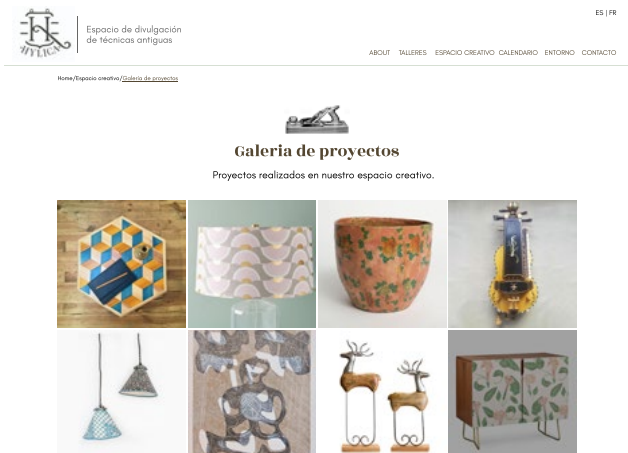 HYLICA
Espacio de divulgación
de técnicas antiguas
ES | FR
ABOUT TALLERES ESPACIO CREATIVO CALENDARIO ENTORNO CONTACTO
Home/Espacio creativo/Galeria de proyectos
Galeria de proyectos
Proyectos realizados en nuestro espacio creativo.